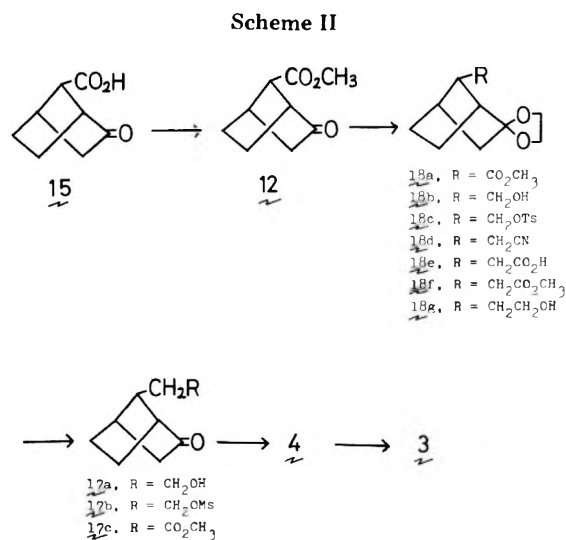 Scheme II
CO2H
O
15
CO2CH3
O
12
R
O
O
18a, R = CO2CH3
18b, R = CH2OH
18c, R = CH2OTs
18d, R = CH2CN
18e, R = CH2CO2H
18f, R = CH2CO2CH3
18g, R = CH2CH2OH
CH2R
O
17a, R = CH2OH
17b, R = CH2OMs
17c, R = CO2CH3
4
3